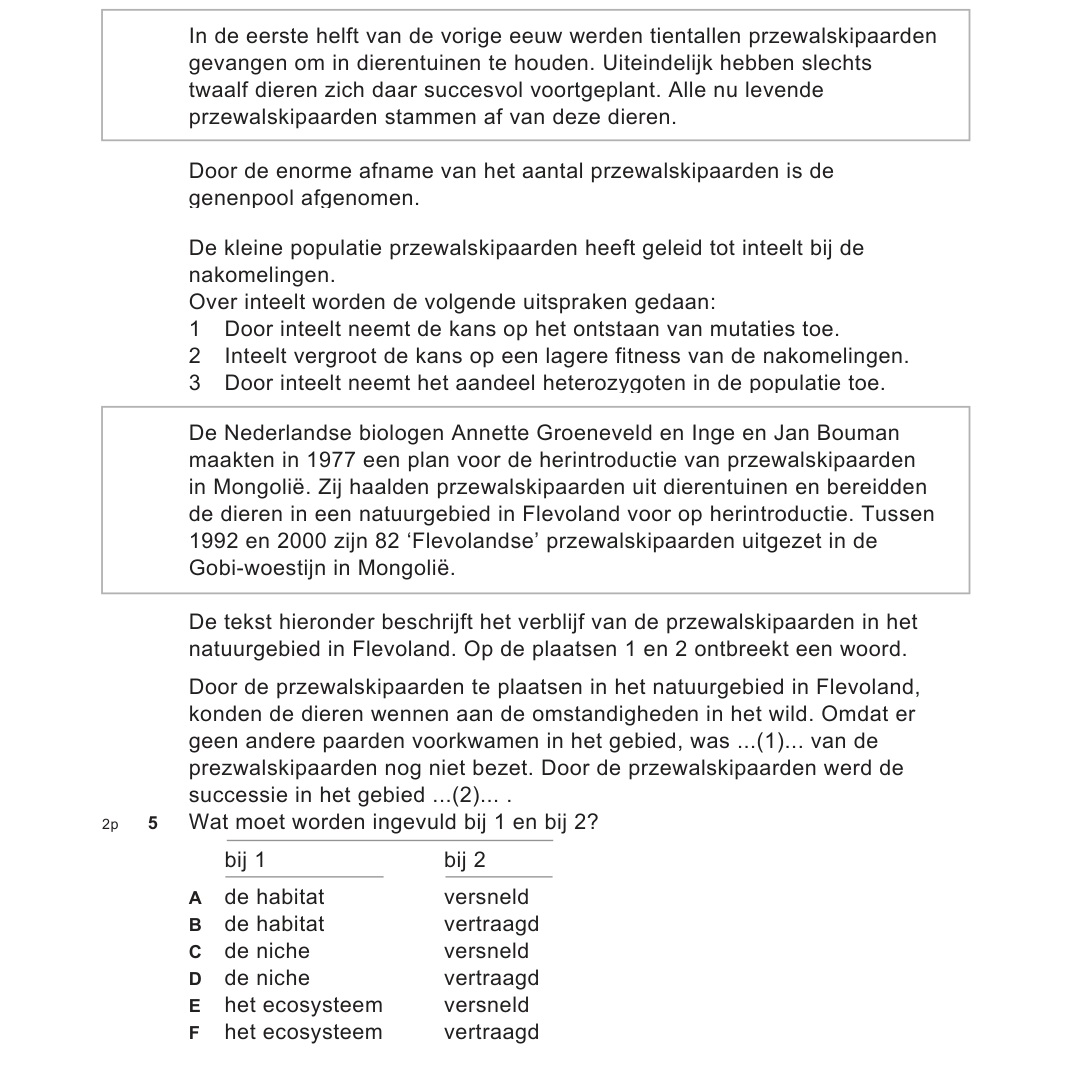 In de eerste helft van de vorige eeuw werden tientallen przewalskipaarden
gevangen om in dierentuinen te houden. Uiteindelijk hebben slechts
twaalf dieren zich daar succesvol voortgeplant. Alle nu levende
przewalskipaarden stammen af van deze dieren.
Door de enorme afname van het aantal przewalskipaarden is de
genenpool afgenomen.
De kleine populatie przewalskipaarden heeft geleid tot inteelt bij de
nakomelingen.
Over inteelt worden de volgende uitspraken gedaan:
1 Door inteelt neemt de kans op het ontstaan van mutaties toe.
2 Inteelt vergroot de kans op een lagere fitness van de nakomelingen.
3 Door inteelt neemt het aandeel heterozygoten in de populatie toe.
De Nederlandse biologen Annette Groeneveld en Inge en Jan Bouman
maakten in 1977 een plan voor de herintroductie van przewalskipaarden
in Mongolië. Zij haalden przewalskipaarden uit dierentuinen en bereidden
de dieren in een natuurgebied in Flevoland voor op herintroductie. Tussen
1992 en 2000 zijn 82 ‘Flevolandse’ przewalskipaarden uitgezet in de
Gobi-woestijn in Mongolië.
De tekst hieronder beschrijft het verblijf van de przewalskipaarden in het
natuurgebied in Flevoland. Op de plaatsen 1 en 2 ontbreekt een woord.
Door de przewalskipaarden te plaatsen in het natuurgebied in Flevoland,
konden de dieren wennen aan de omstandigheden in het wild. Omdat er
geen andere paarden voorkwamen in het gebied, was ...(1)... van de
prezwalskipaarden nog niet bezet. Door de przewalskipaarden werd de
successie in het gebied ...(2)... .
2p 5 Wat moet worden ingevuld bij 1 en bij 2?
bij 1 bij 2
A de habitat versneld
B de habitat vertraagd
C de niche versneld
D de niche vertraagd
E het ecosysteem versneld
F het ecosysteem vertraagd